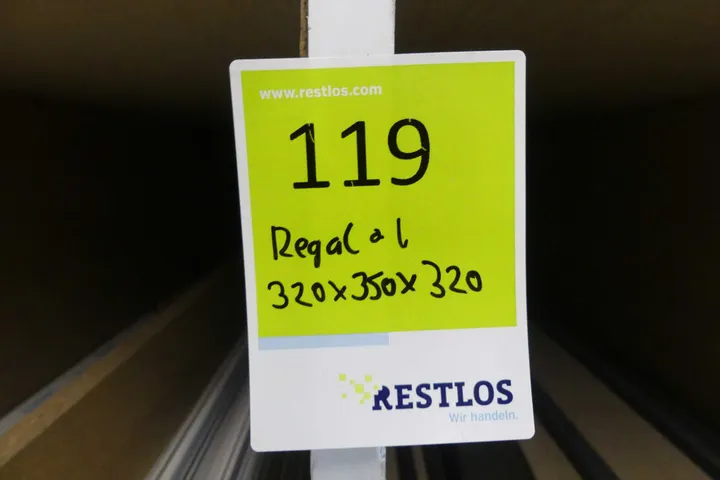 www.restlos.com
119
Regal a l
320x350x320
RESTLOS
Wir handeln.